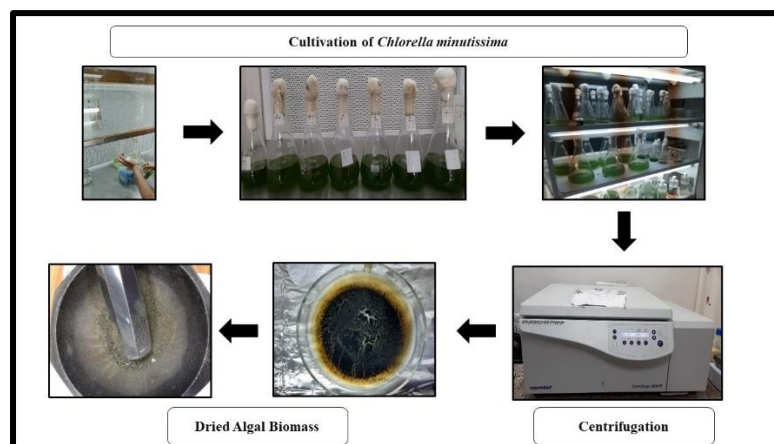 Cultivation of Chlorella minutissima
Dried Algal Biomass
Centrifugation